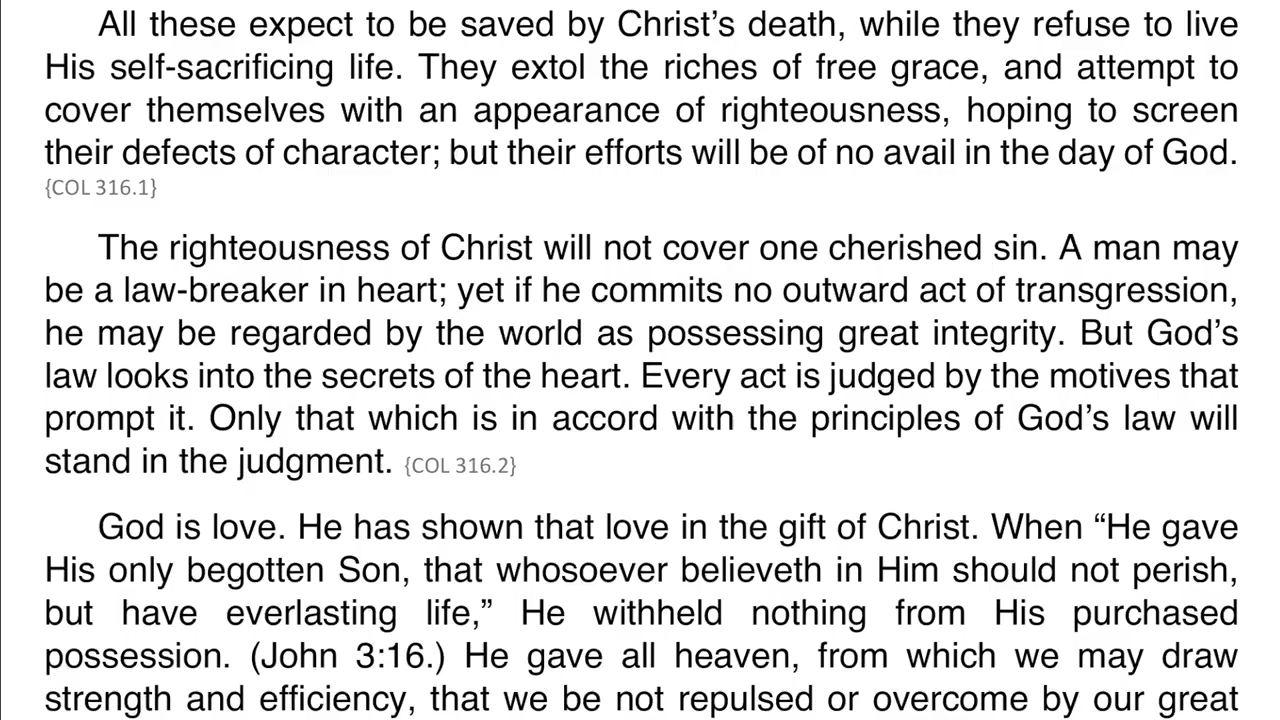 All these expect to be saved by Christ’s death, while they refuse to live
His self-sacrificing life. They extol the riches of free grace, and attempt to
cover themselves with an appearance of righteousness, hoping to screen
their defects of character; but their efforts will be of no avail in the day of God.
{COL 316.1}
The righteousness of Christ will not cover one cherished sin. A man may
be a law-breaker in heart; yet if he commits no outward act of transgression,
he may be regarded by the world as possessing great integrity. But God’s
law looks into the secrets of the heart. Every act is judged by the motives that
prompt it. Only that which is in accord with the principles of God’s law will
stand in the judgment. {COL 316.2}
God is love. He has shown that love in the gift of Christ. When “He gave
His only begotten Son, that whosoever believeth in Him should not perish,
but have everlasting life,” He withheld nothing from His purchased
possession. (John 3:16.) He gave all heaven, from which we may draw
strength and efficiency, that we be not repulsed or overcome by our great